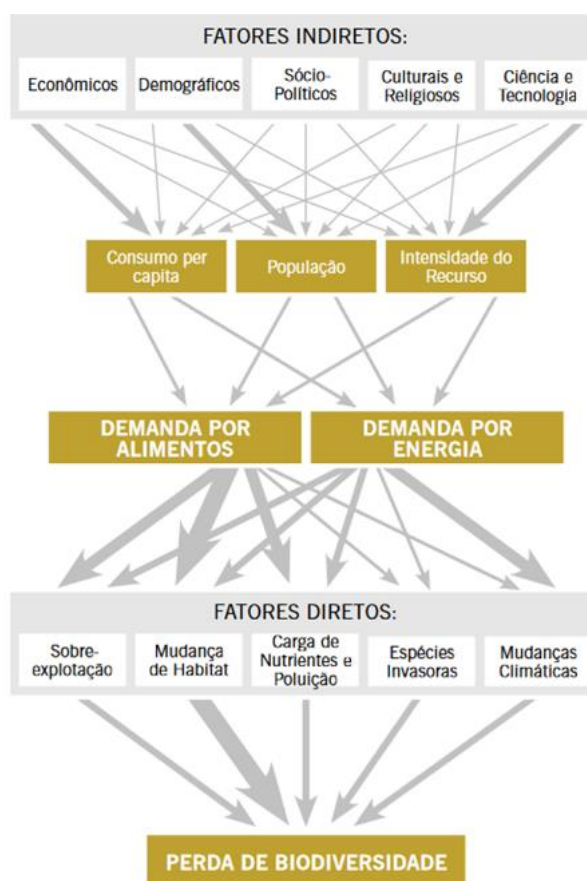 FATORES INDIRETOS:
Econômicos
Demográficos
Sócio-
Políticos
Culturais e
Religiosos
Ciência e
Tecnologia
Consumo per
capita
População
Intensidade do
Recurso
DEMANDA POR
ALIMENTOS
DEMANDA POR
ENERGIA
FATORES DIRETOS:
Sobre-
explotação
Mudança
de Habitat
Carga de
Nutrientes e
Poluição
Espécies
Invasoras
Mudanças
Climáticas
PERDA DE BIODIVERSIDADE